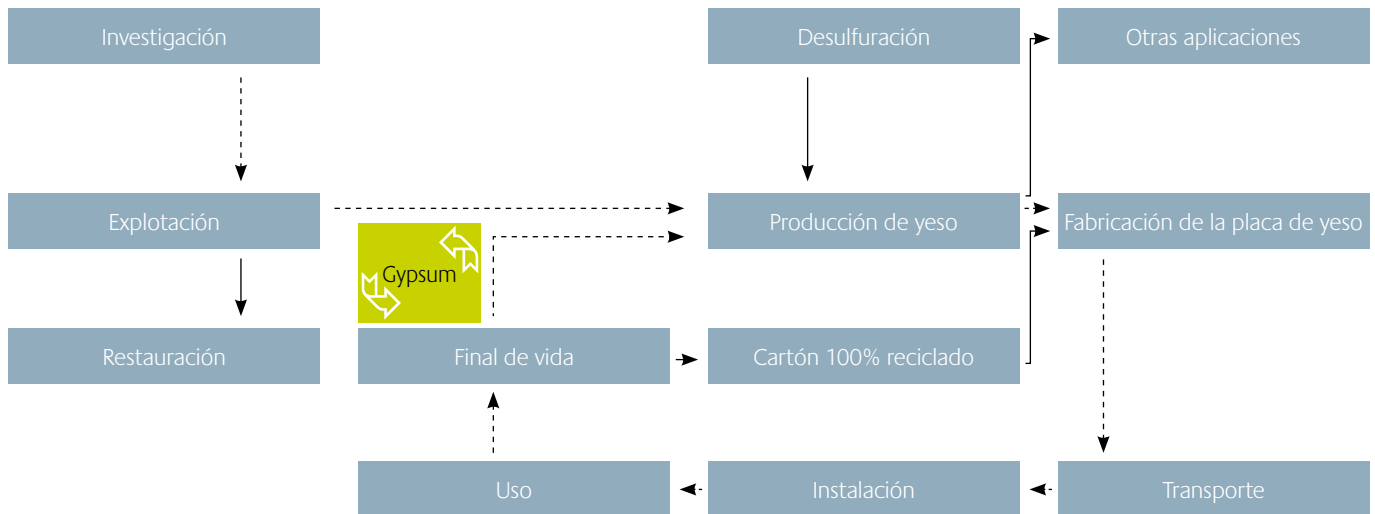 Investigación
Desulfuración
Otras aplicaciones
Explotación
Producción de yeso
Fabricación de la placa de yeso
Gypsum
Restauración
Final de vida
Cartón 100% reciclado
Uso
Instalación
Transporte